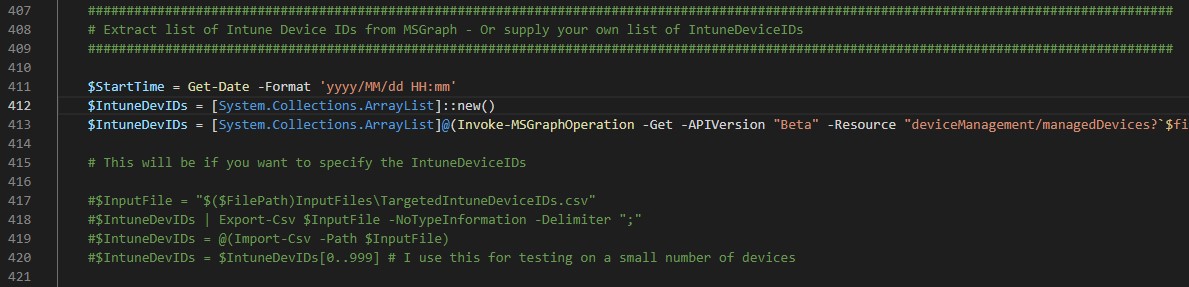 407 ##############################################################################################################################################
408 # Extract list of Intune Device IDs from MSGraph - Or supply your own list of IntuneDeviceIDs
409 ##############################################################################################################################################
410
411 $StartTime = Get-Date -Format 'yyyy/MM/dd HH:mm'
412 $IntuneDevIDs = [System.Collections.ArrayList]::new()
413 $IntuneDevIDs = [System.Collections.ArrayList]@(Invoke-MSGraphOperation -Get -APIVersion "Beta" -Resource "deviceManagement/managedDevices?`$fi
414
415 # This will be if you want to specify the IntuneDeviceIDs
416
417 #$InputFile = "$($FilePath)InputFiles\TargetedIntuneDeviceIDs.csv"
418 #$IntuneDevIDs | Export-Csv $InputFile -NoTypeInformation -Delimiter ";"
419 #$IntuneDevIDs = @(Import-Csv -Path $InputFile)
420 #$IntuneDevIDs = $IntuneDevIDs[0..999] # I use this for testing on a small number of devices
421